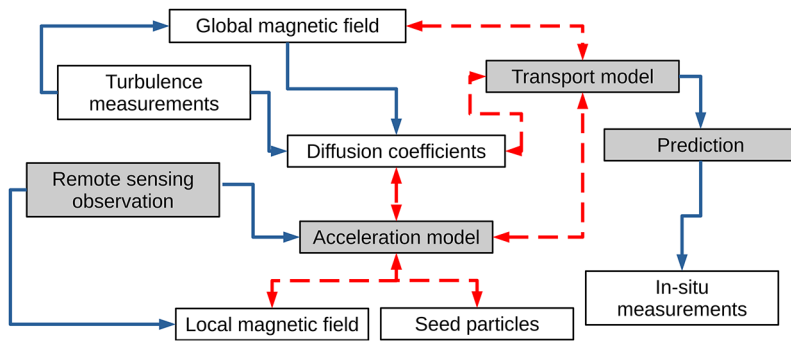 Global magnetic field
Transport model
Turbulence
measurements
Diffusion coefficients
Prediction
Remote sensing
observation
Acceleration model
In-situ
measurements
Local magnetic field
Seed particles